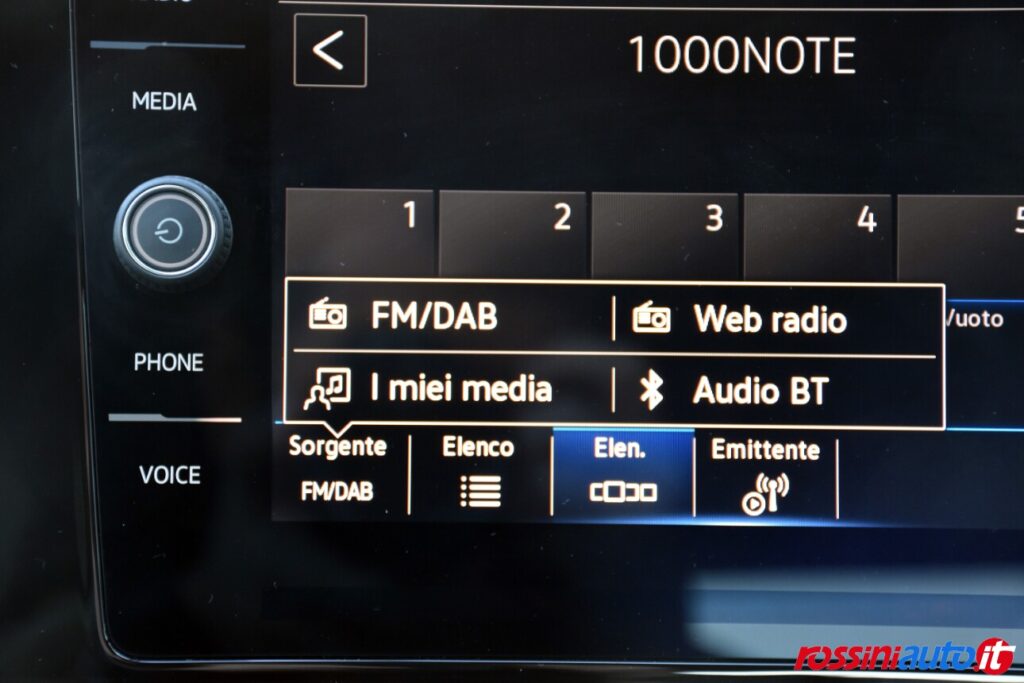 1000NOTE
MEDIA
1 2 3 4 5
FM/DAB Web radio
/uoto
PHONE
I miei media Audio BT
Sorgente Elenco Elen. Emittente
VOICE
FM/DAB
rossiniauto.it